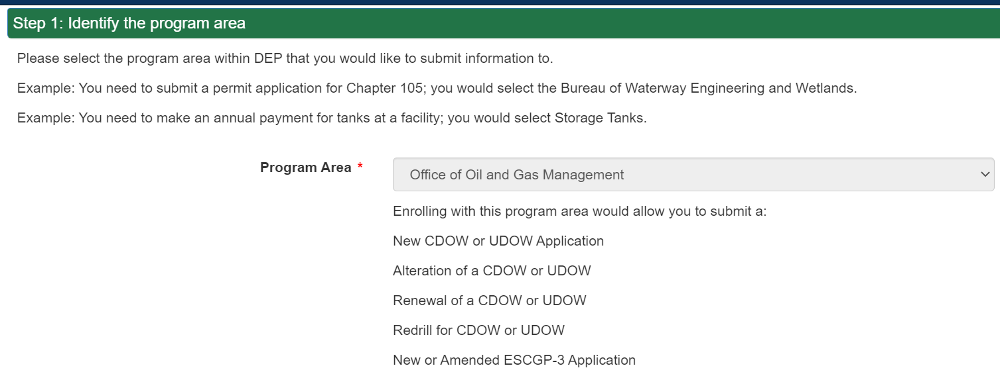 Step 1: Identify the program area
Please select the program area within DEP that you would like to submit information to.
Example: You need to submit a permit application for Chapter 105; you would select the Bureau of Waterway Engineering and Wetlands.
Example: You need to make an annual payment for tanks at a facility; you would select Storage Tanks.
Program Area *
Office of Oil and Gas Management
Enrolling with this program area would allow you to submit a:
New CDOW or UDOW Application
Alteration of a CDOW or UDOW
Renewal of a CDOW or UDOW
Redrill for CDOW or UDOW
New or Amended ESCGP-3 Application